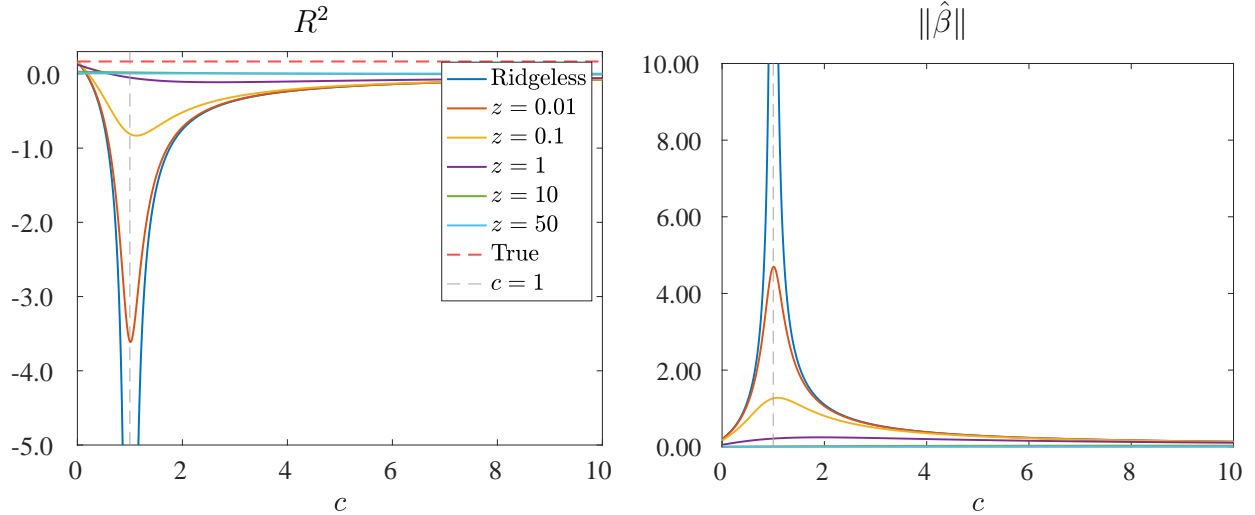 R²
0.0
-1.0
-2.0
-3.0
-4.0
-5.0
0 2 4 6 8 10
c
Ridgeless
z = 0.01
z = 0.1
z = 1
z = 10
z = 50
True
c = 1
‖β̂‖
10.00
8.00
6.00
4.00
2.00
0.00
0 2 4 6 8 10
c